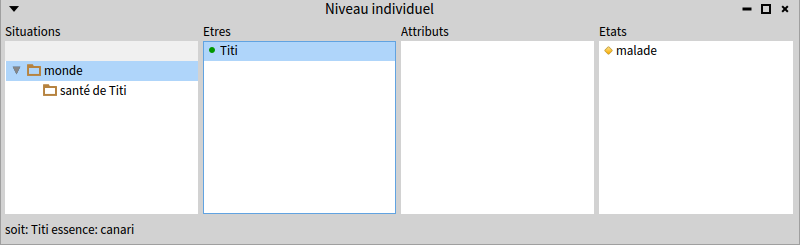 Niveau individuel
Situations Etres Attributs Etats
Titi malade
monde
santé de Titi
soit: Titi essence: canari